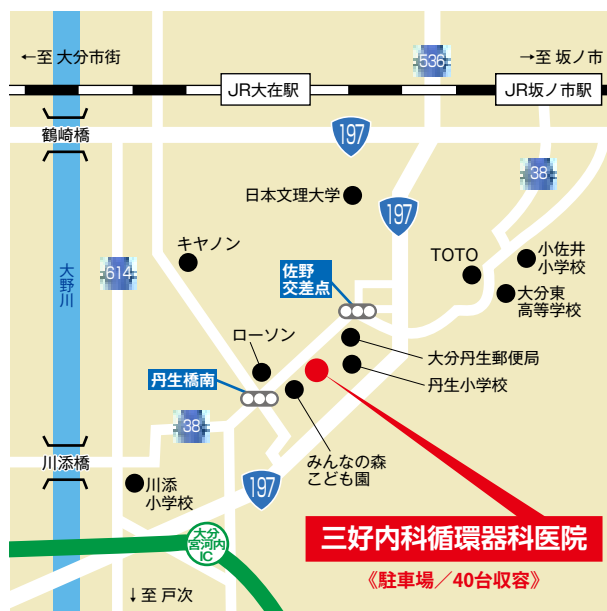 ←至 大分市街
536
→至 坂ノ市
JR大在駅
JR坂ノ市駅
鶴崎橋
197
38
日本文理大学
197
キヤノン
TOTO
小佐井
小学校
大野川
614
佐野
交差点
大分東
高等学校
ローソン
大分丹生郵便局
丹生橋南
丹生小学校
38
みんなの森
こども園
川添橋
川添
小学校
197
大分
宮河内
IC
三好内科循環器科医院
《駐車場／40台収容》
↓至 戸次